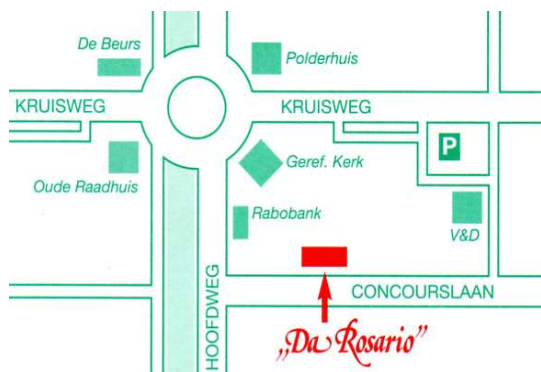 De Beurs
Polderhuis
KRUISWEG
KRUISWEG
P
Geref. Kerk
Oude Raadhuis
Rabobank
V&D
HOOFDWEG
CONCOURSLAAN
„Da Rosario”